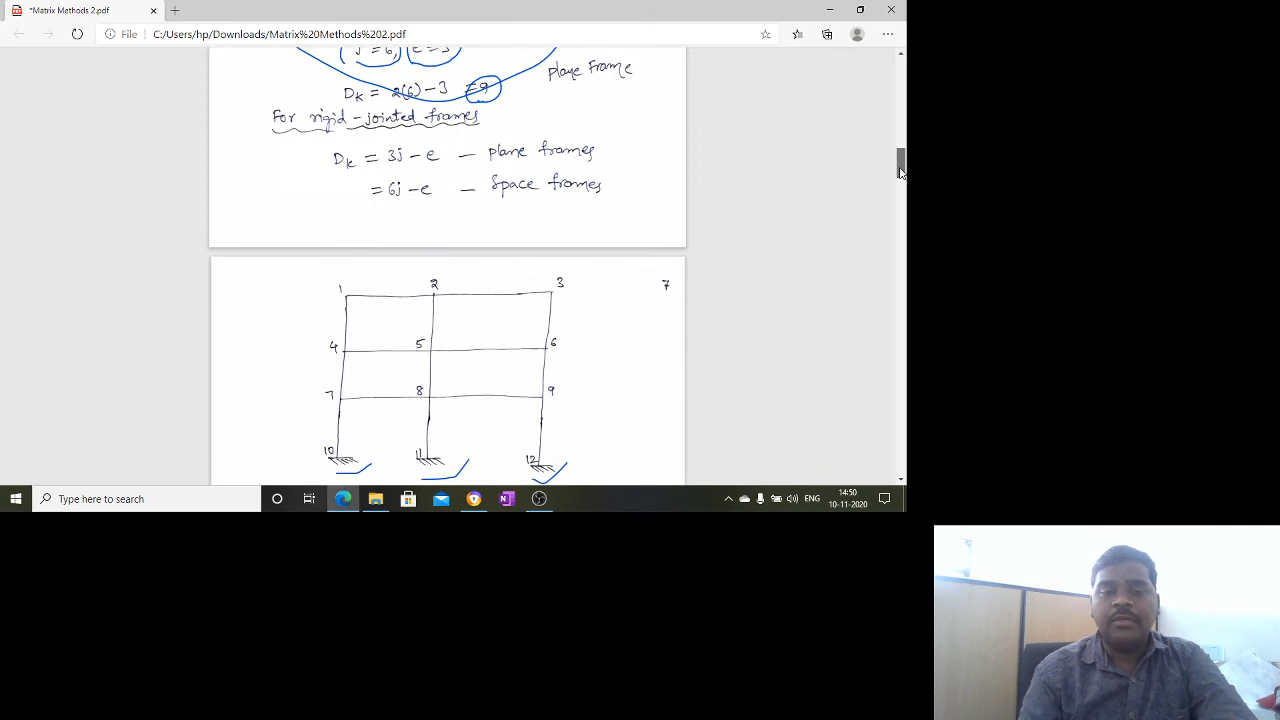 *Matrix Methods 2.pdf
File
C:/Users/hp/Downloads/Matrix%20Methods%202.pdf
j = 6, e = 3
Plane Frame
Dk = 2(6) - 3 = 9
For rigid-jointed frames
Dk = 3j - e — plane frames
= 6j - e — Space frames
1 2 3 7
4 5 6
7 8 9
10 11 12
Type here to search
ENG
14:50
10-11-2020